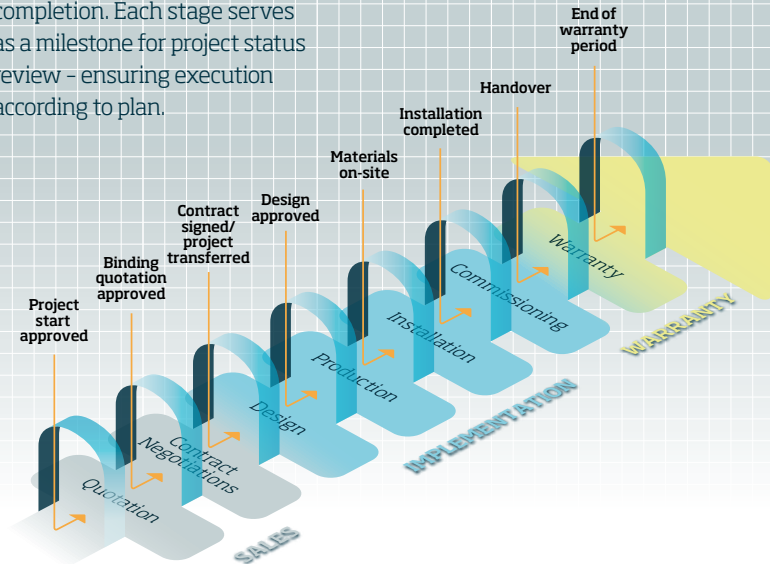 completion. Each stage serves
as a milestone for project status
review – ensuring execution
according to plan.
End of
warranty
period
Handover
Installation
completed
Materials
on-site
Design
approved
Contract
signed/
project
transferred
Binding
quotation
approved
Project
start
approved
Quotation
Contract
Negotiations
Design
Production
Installation
Commissioning
Warranty
SALES
IMPLEMENTATION
WARRANTY